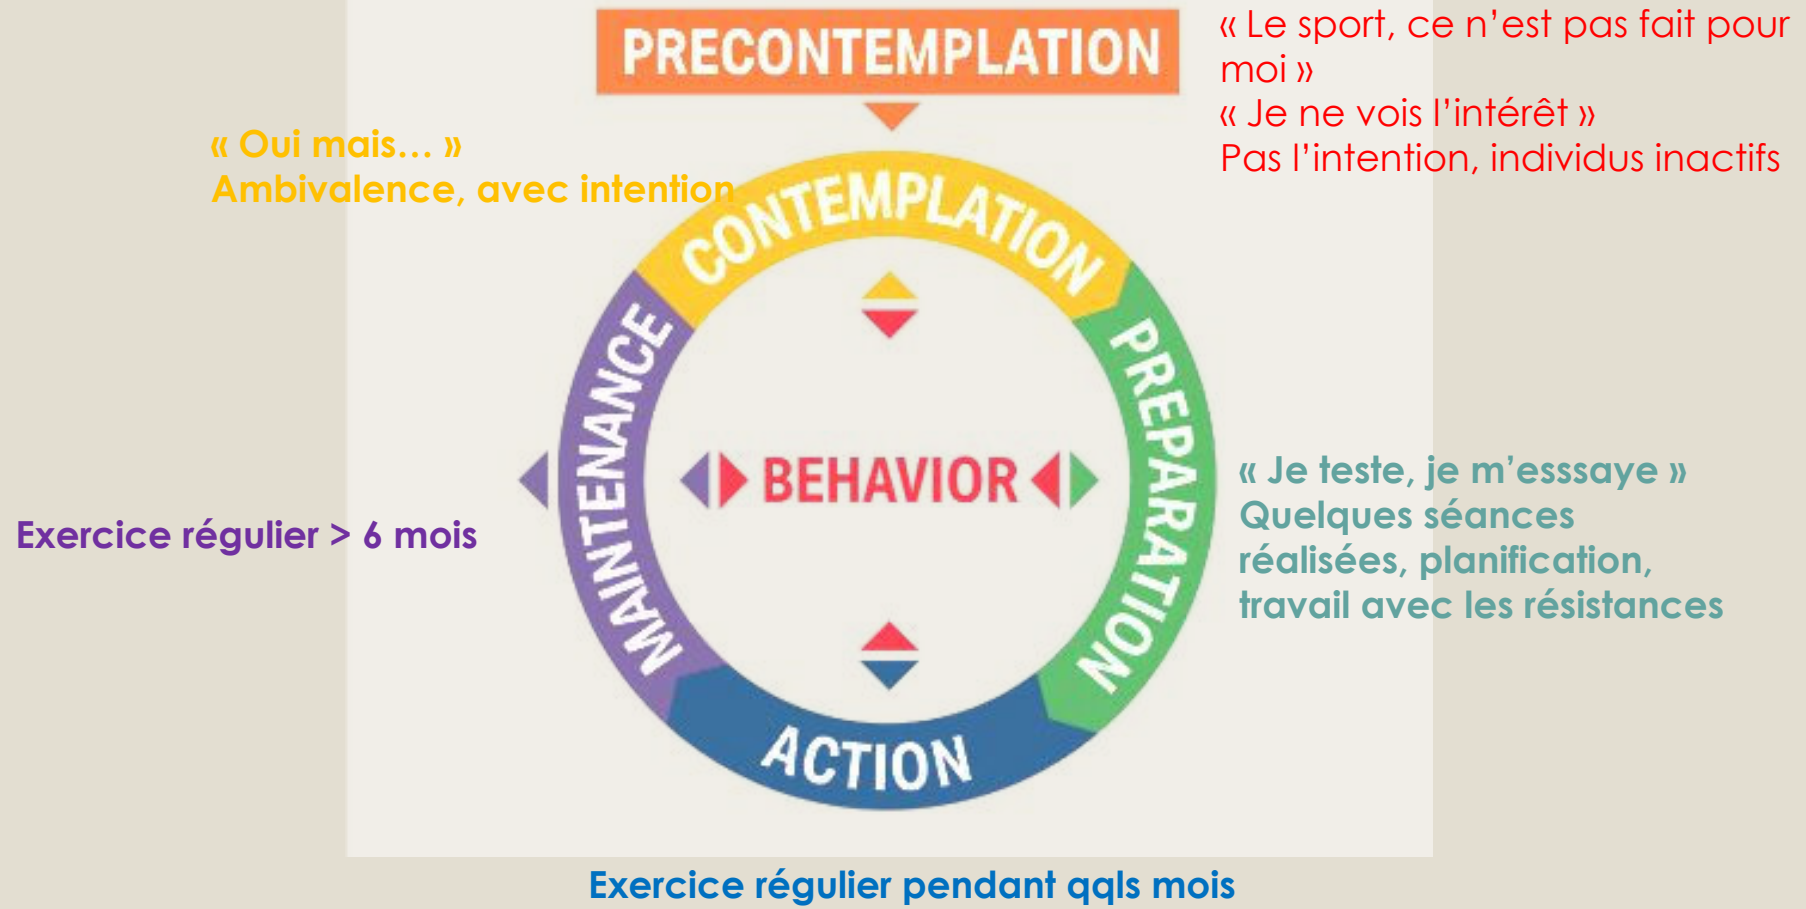 PRECONTEMPLATION
« Le sport, ce n’est pas fait pour
moi »
« Je ne vois l’intérêt »
Pas l’intention, individus inactifs
« Oui mais… »
Ambivalence, avec intention
CONTEMPLATION
PREPARATION
MAINTENANCE
BEHAVIOR
« Je teste, je m’esssaye »
Quelques séances
réalisées, planification,
travail avec les résistances
Exercice régulier > 6 mois
ACTION
Exercice régulier pendant qqls mois